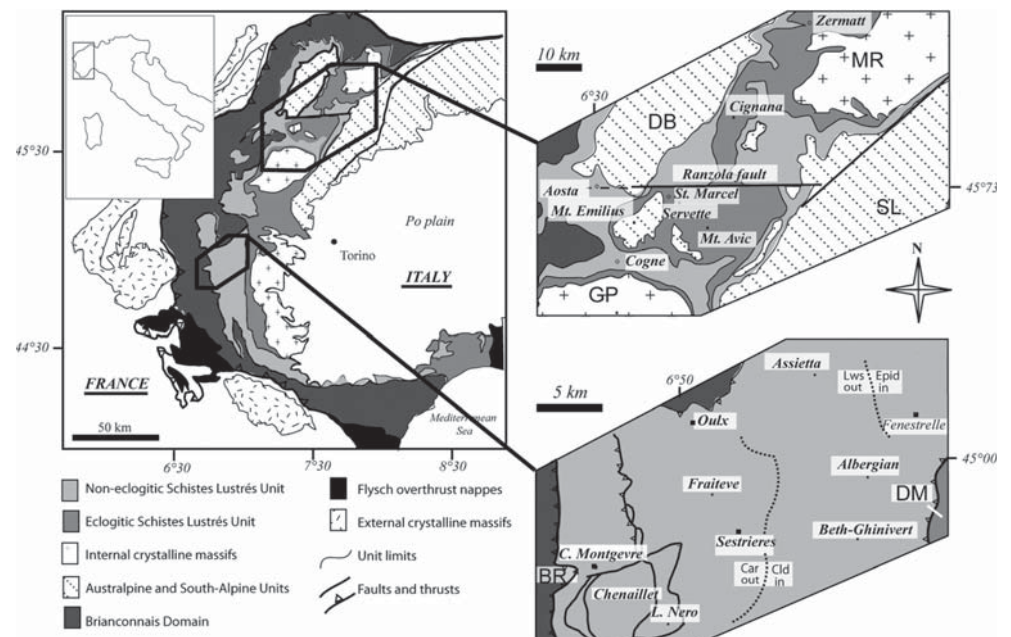 45°30
44°30
6°30
7°30
8°30
Po plain
Torino
ITALY
FRANCE
Mediterranean
Sea
50 km
Non-eclogitic Schistes Lustrés Unit
Eclogitic Schistes Lustrés Unit
Internal crystalline massifs
Australpine and South-Alpine Units
Brianconnais Domain
Flysch overthrust nappes
External crystalline massifs
Unit limits
Faults and thrusts
10 km
6°30
Zermatt
MR
Cignana
DB
Ranzola fault
45°73
Aosta
St. Marcel
Mt. Emilius
Servette
SL
Mt. Avic
Cogne
GP
N
5 km
6°50
Assietta
Lws
out
Epid
in
Oulx
Fenestrelle
45°00
Albergian
Fraiteve
DM
Beth-Ghinivert
Sestrieres
C. Montgevre
BR
Car
out
Cld
in
Chenaillet
L. Nero